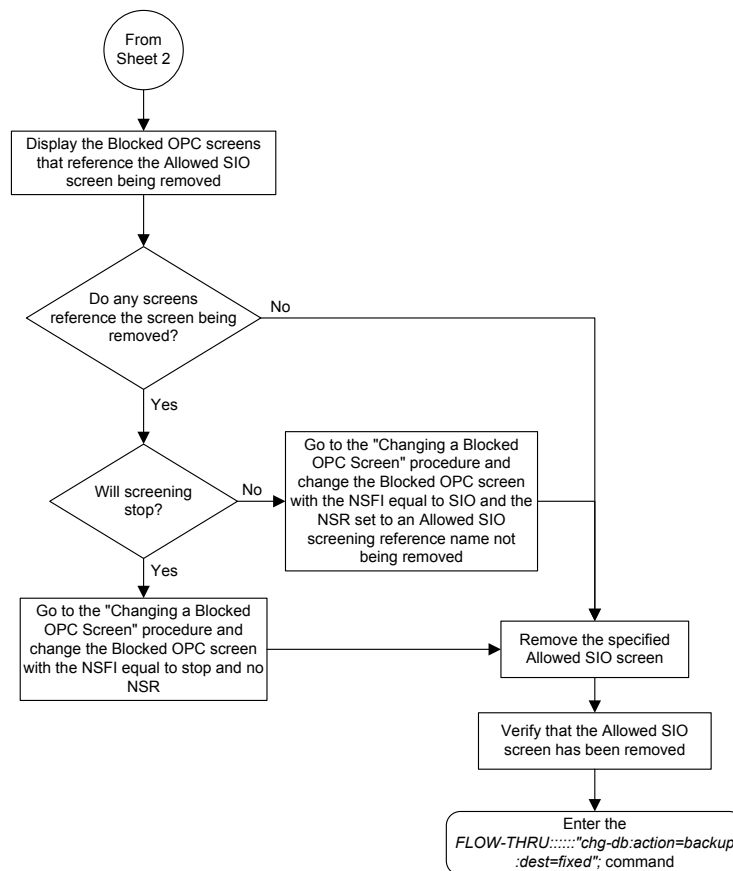 From
Sheet 2
Display the Blocked OPC screens
that reference the Allowed SIO
screen being removed
Do any screens
reference the screen being
removed?
No
Yes
Will screening
stop?
No
Go to the "Changing a Blocked
OPC Screen" procedure and
change the Blocked OPC screen
with the NSFI equal to SIO and the
NSR set to an Allowed SIO
screening reference name not
being removed
Yes
Go to the "Changing a Blocked
OPC Screen" procedure and
change the Blocked OPC screen
with the NSFI equal to stop and no
NSR
Remove the specified
Allowed SIO screen
Verify that the Allowed SIO
screen has been removed
Enter the
FLOW-THRU::::::"chg-db:action=backup
:dest=fixed"; command